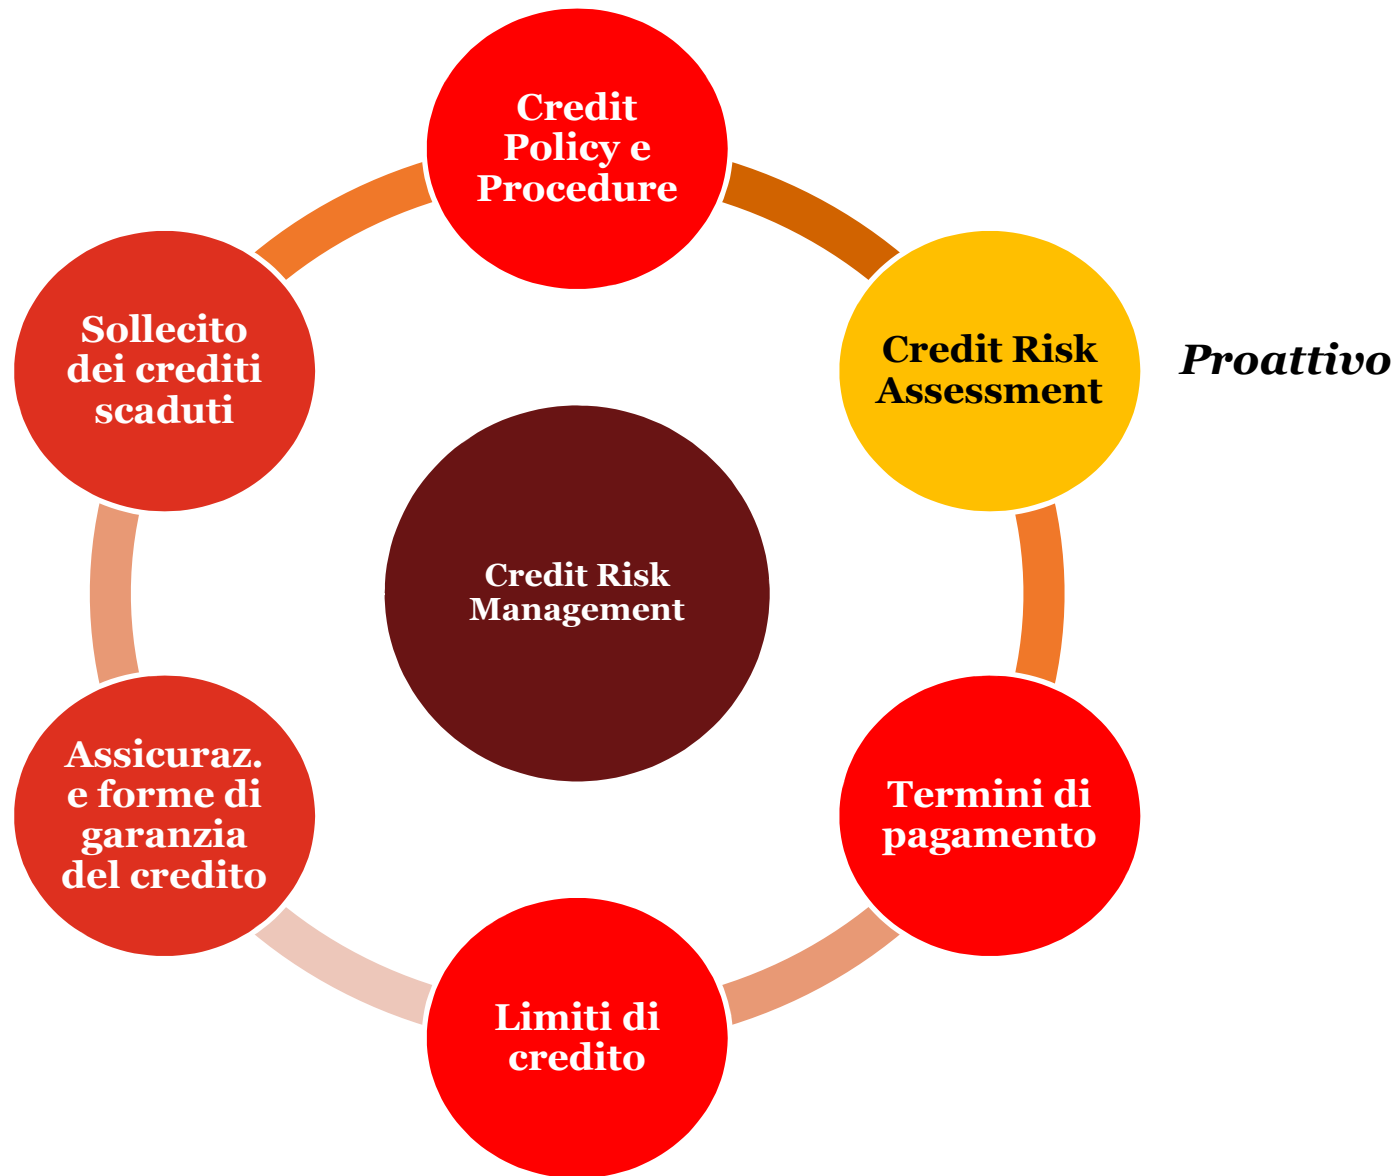 Credit
Policy e
Procedure
Sollecito
dei crediti
scaduti
Credit Risk
Assessment
Proattivo
Credit Risk
Management
Assicuraz.
e forme di
garanzia
del credito
Termini di
pagamento
Limiti di
credito